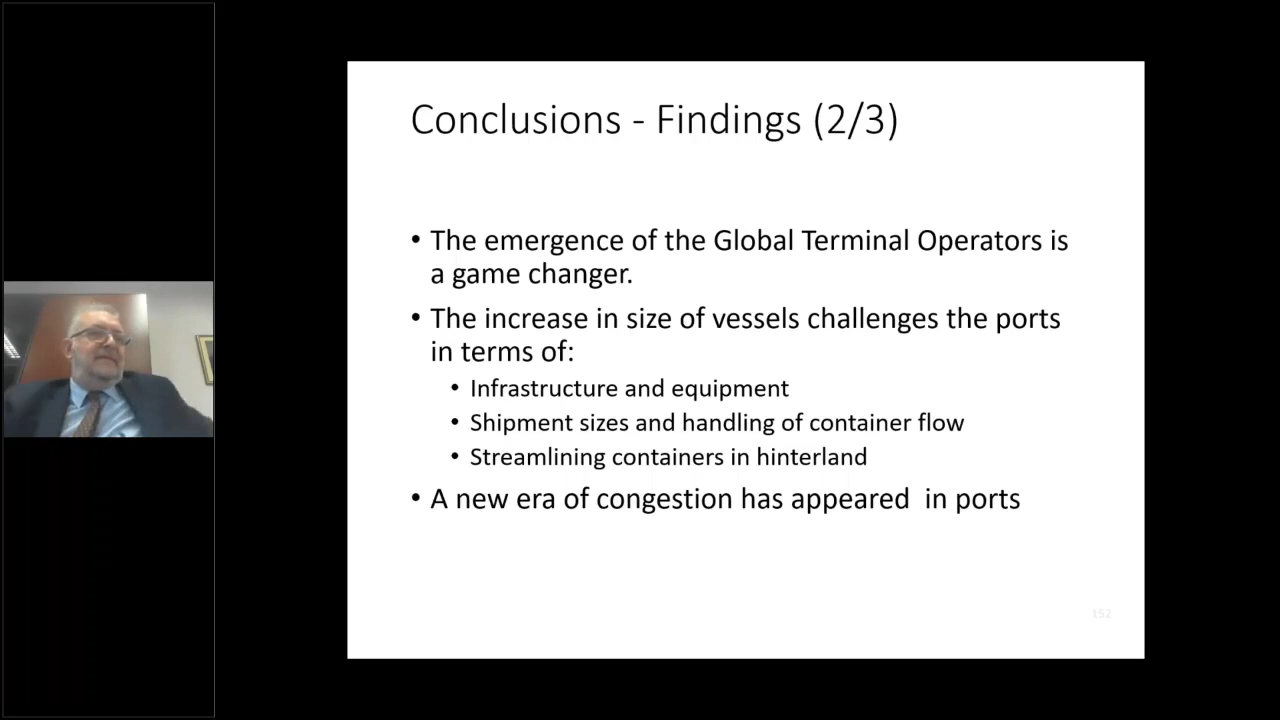 Conclusions - Findings (2/3)
• The emergence of the Global Terminal Operators is
a game changer.
• The increase in size of vessels challenges the ports
in terms of:
• Infrastructure and equipment
• Shipment sizes and handling of container flow
• Streamlining containers in hinterland
• A new era of congestion has appeared  in ports
152